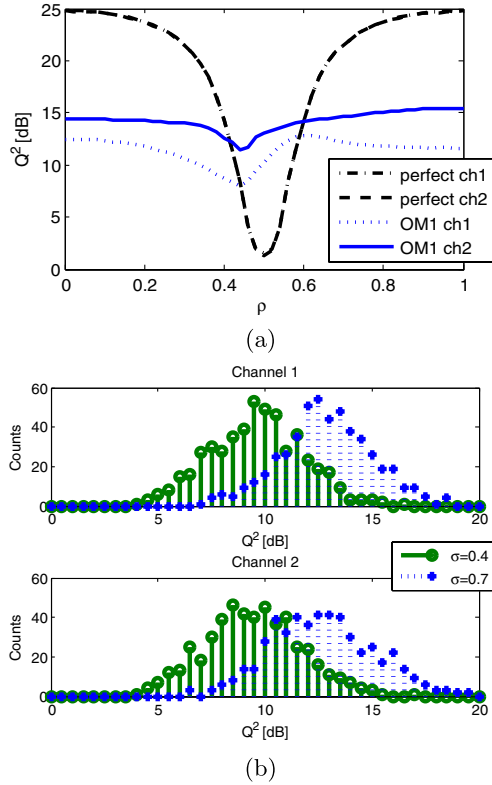 25
20
15
10
5
0
Q² [dB]
perfect ch1
perfect ch2
OM1 ch1
OM1 ch2
0 0.2 0.4 0.6 0.8 1
ρ
(a)
Channel 1
60
40
20
0
Counts
0 5 10 15 20
Q² [dB]
σ=0.4
σ=0.7
Channel 2
60
40
20
0
Counts
0 5 10 15 20
Q² [dB]
(b)